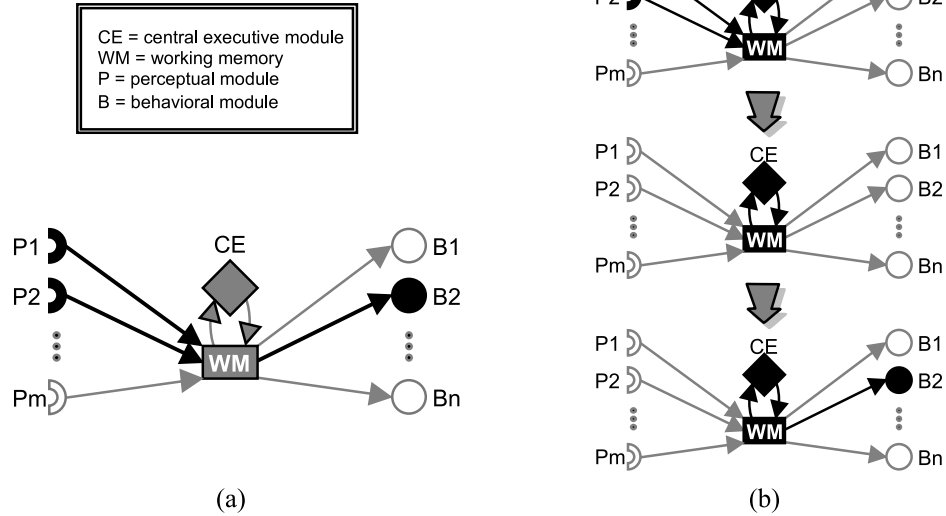 CE = central executive module
WM = working memory
P = perceptual module
B = behavioral module
P1
CE
B1
P2
B2
WM
Pm
Bn
(a)
P2
B2
WM
Pm
Bn
P1
CE
B1
P2
B2
WM
Pm
Bn
P1
CE
B1
P2
B2
WM
Pm
Bn
(b)